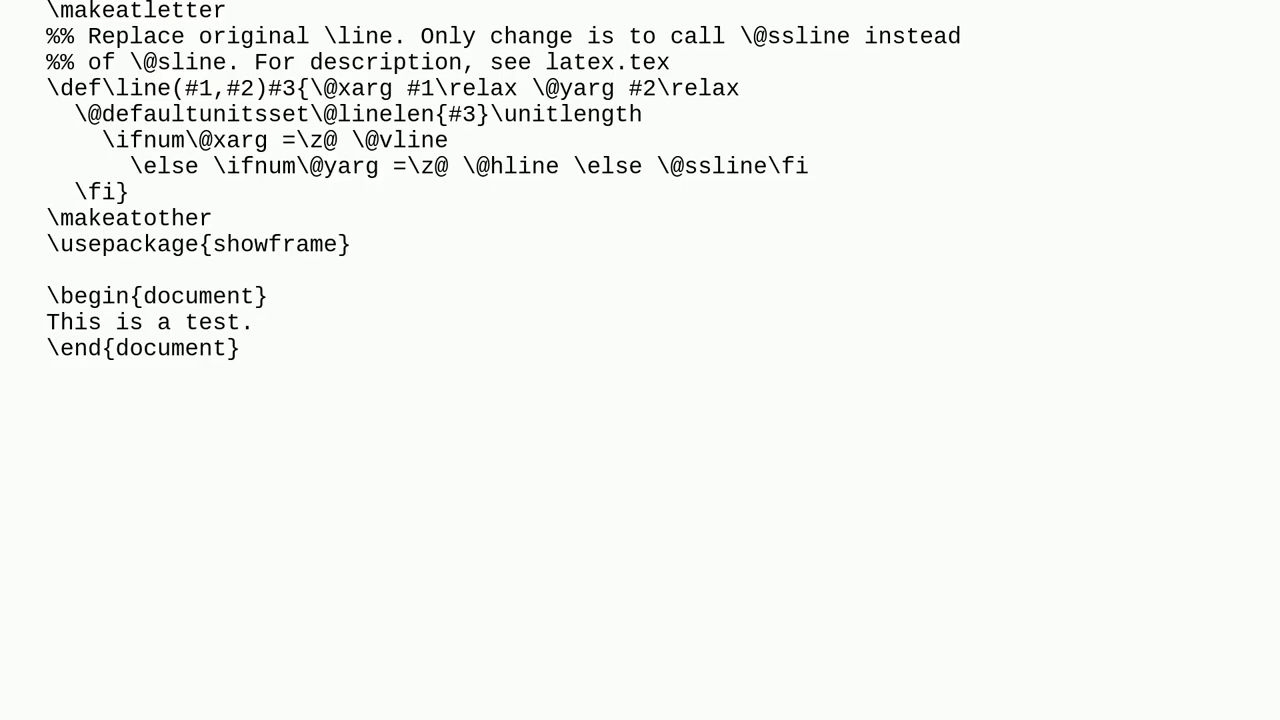 \makeatletter
%% Replace original \line. Only change is to call \@ssline instead
%% of \@sline. For description, see latex.tex
\def\line(#1,#2)#3{\@xarg #1\relax \@yarg #2\relax
  \@defaultunitsset\@linelen{#3}\unitlength
    \ifnum\@xarg =\z@ \@vline
      \else \ifnum\@yarg =\z@ \@hline \else \@ssline\fi
  \fi}
\makeatother
\usepackage{showframe}

\begin{document}
This is a test.
\end{document}